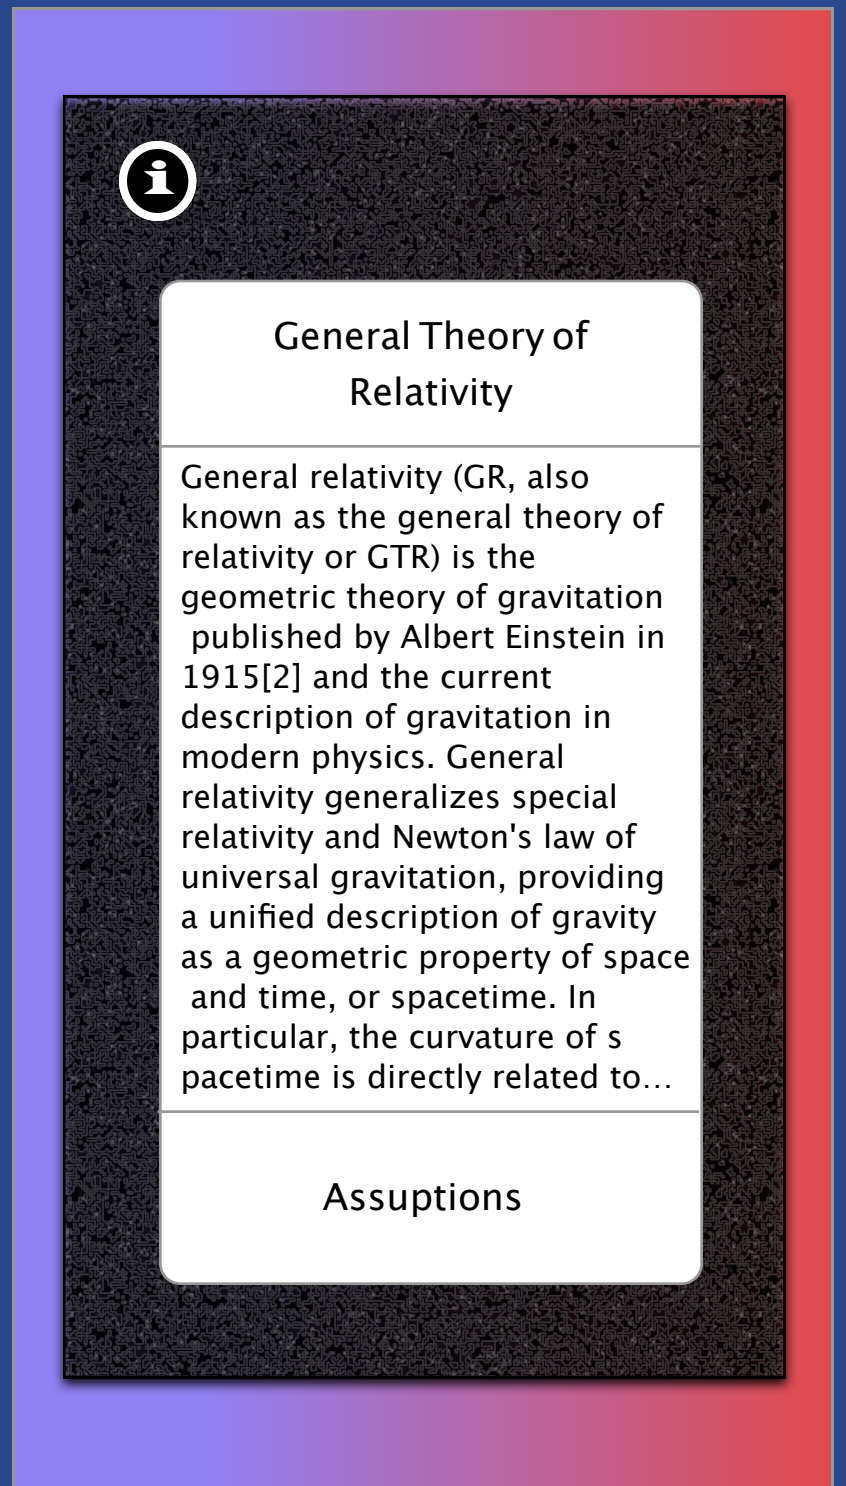 i
General Theory of
Relativity
General relativity (GR, also
known as the general theory of
relativity or GTR) is the
geometric theory of gravitation
published by Albert Einstein in
1915[2] and the current
description of gravitation in
modern physics. General
relativity generalizes special
relativity and Newton's law of
universal gravitation, providing
a unified description of gravity
as a geometric property of space
and time, or spacetime. In
particular, the curvature of s
pacetime is directly related to…
Assuptions